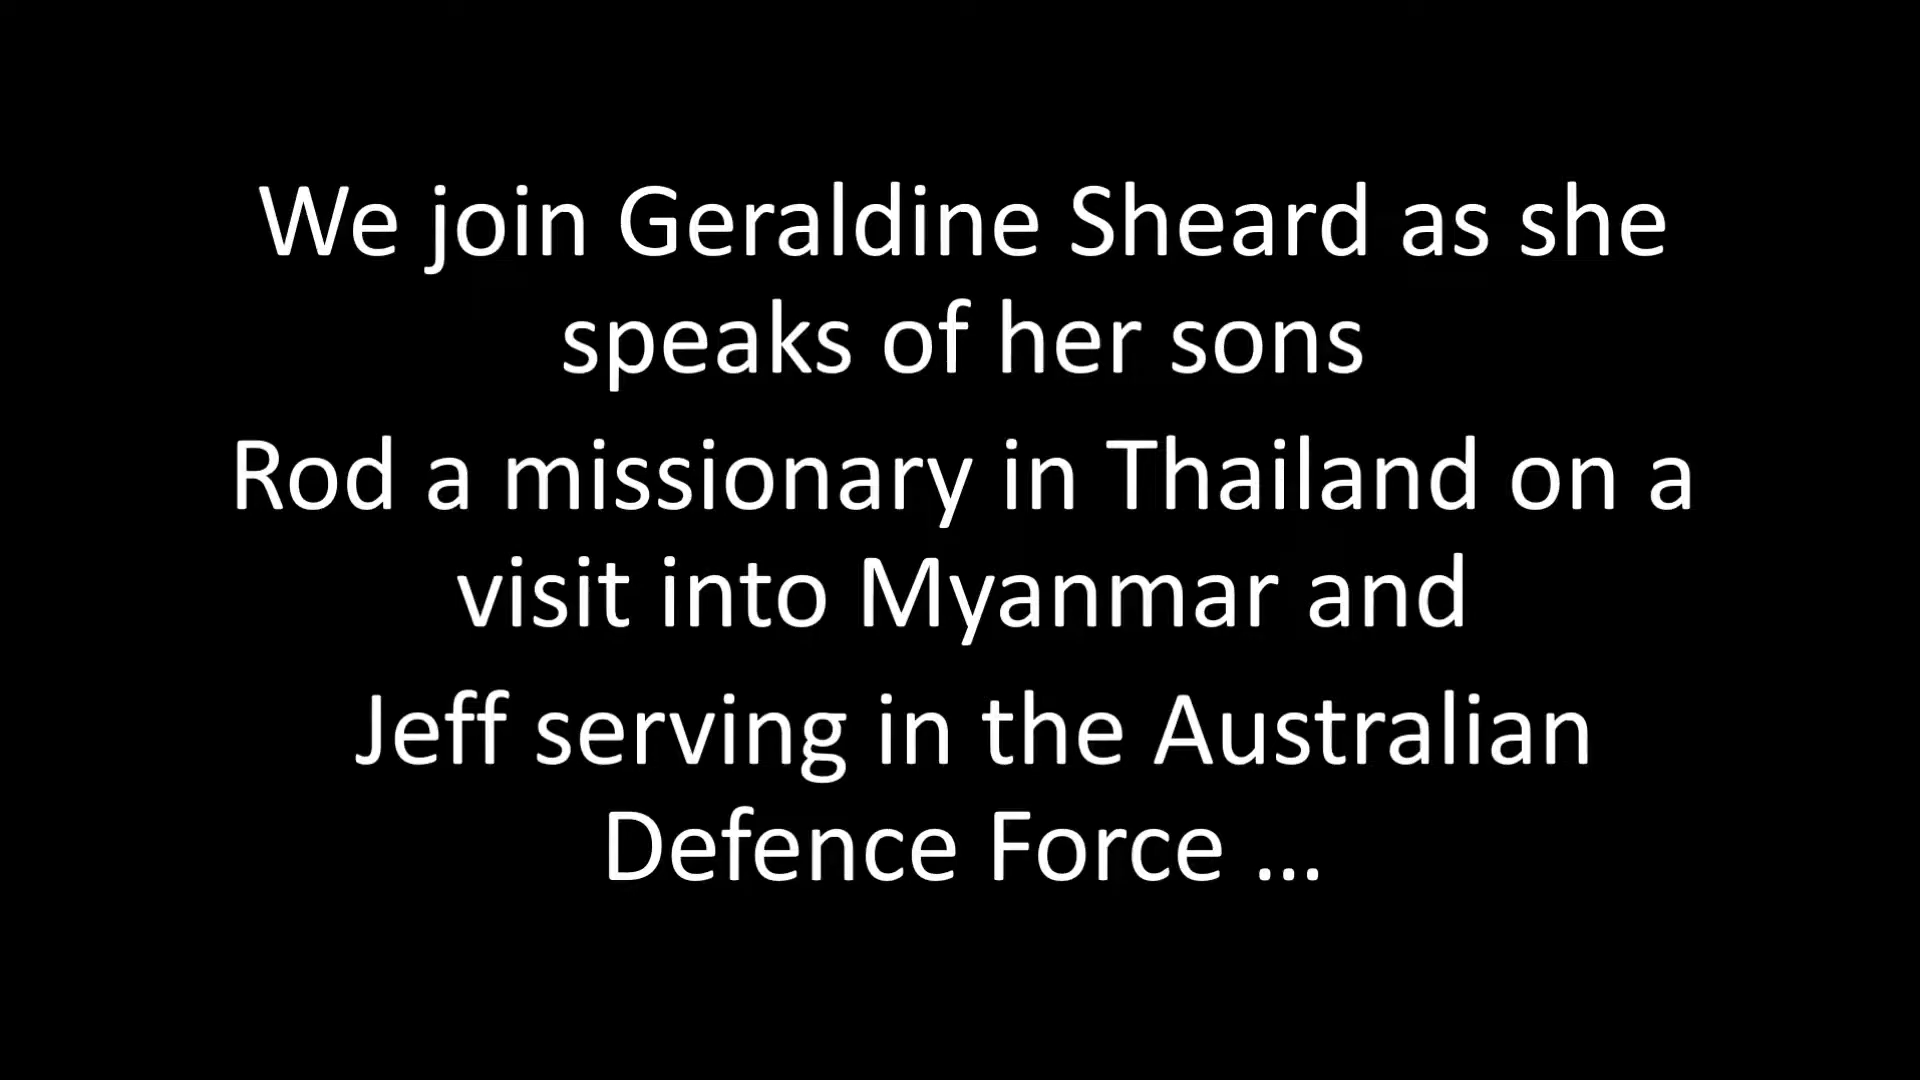 We join Geraldine Sheard as she
speaks of her sons
Rod a missionary in Thailand on a
visit into Myanmar and
Jeff serving in the Australian
Defence Force ...